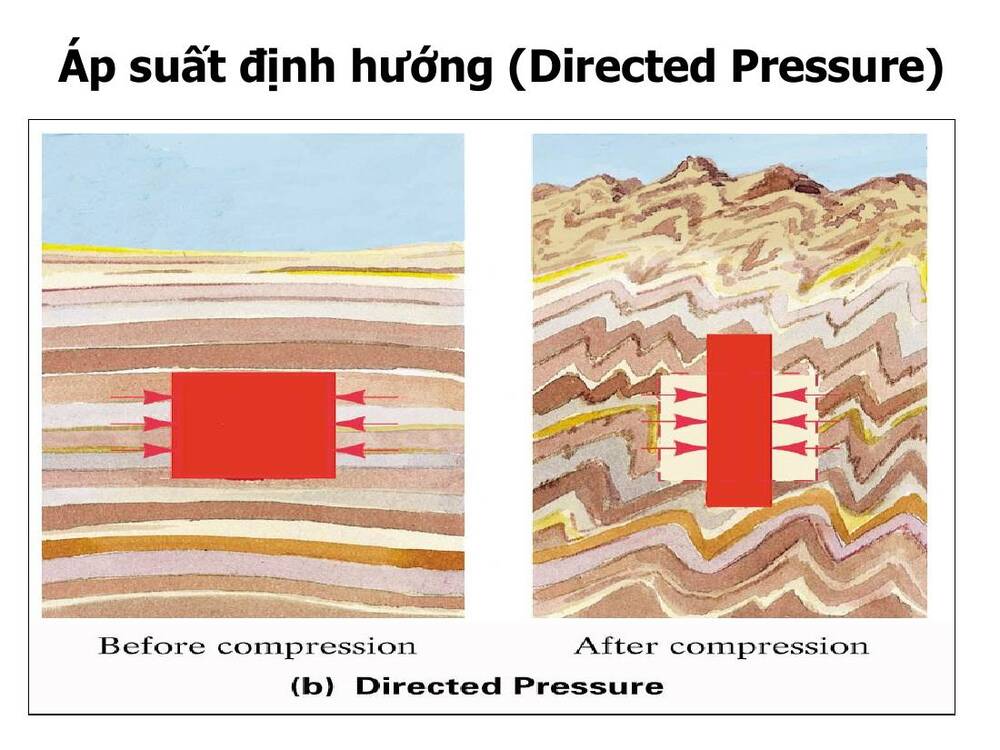 Áp suất định hướng (Directed Pressure)
Before compression
After compression
(b) Directed Pressure